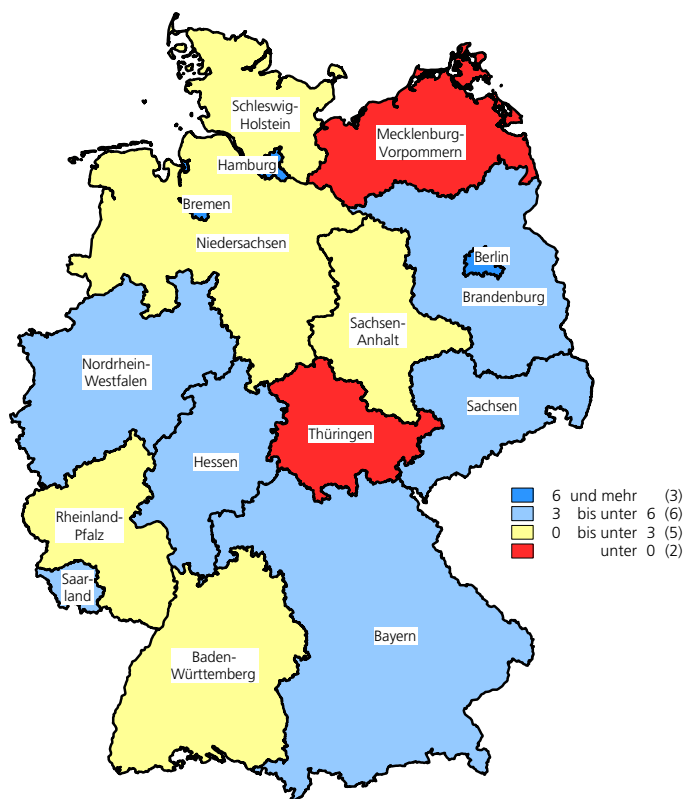 Schleswig-
Holstein
Mecklenburg-
Vorpommern
Hamburg
Bremen
Niedersachsen
Berlin
Brandenburg
Sachsen-
Anhalt
Nordrhein-
Westfalen
Sachsen
Thüringen
Hessen
Rheinland-
Pfalz
Saar-
land
Bayern
Baden-
Württemberg
6 und mehr (3)
3 bis unter 6 (6)
0 bis unter 3 (5)
unter 0 (2)